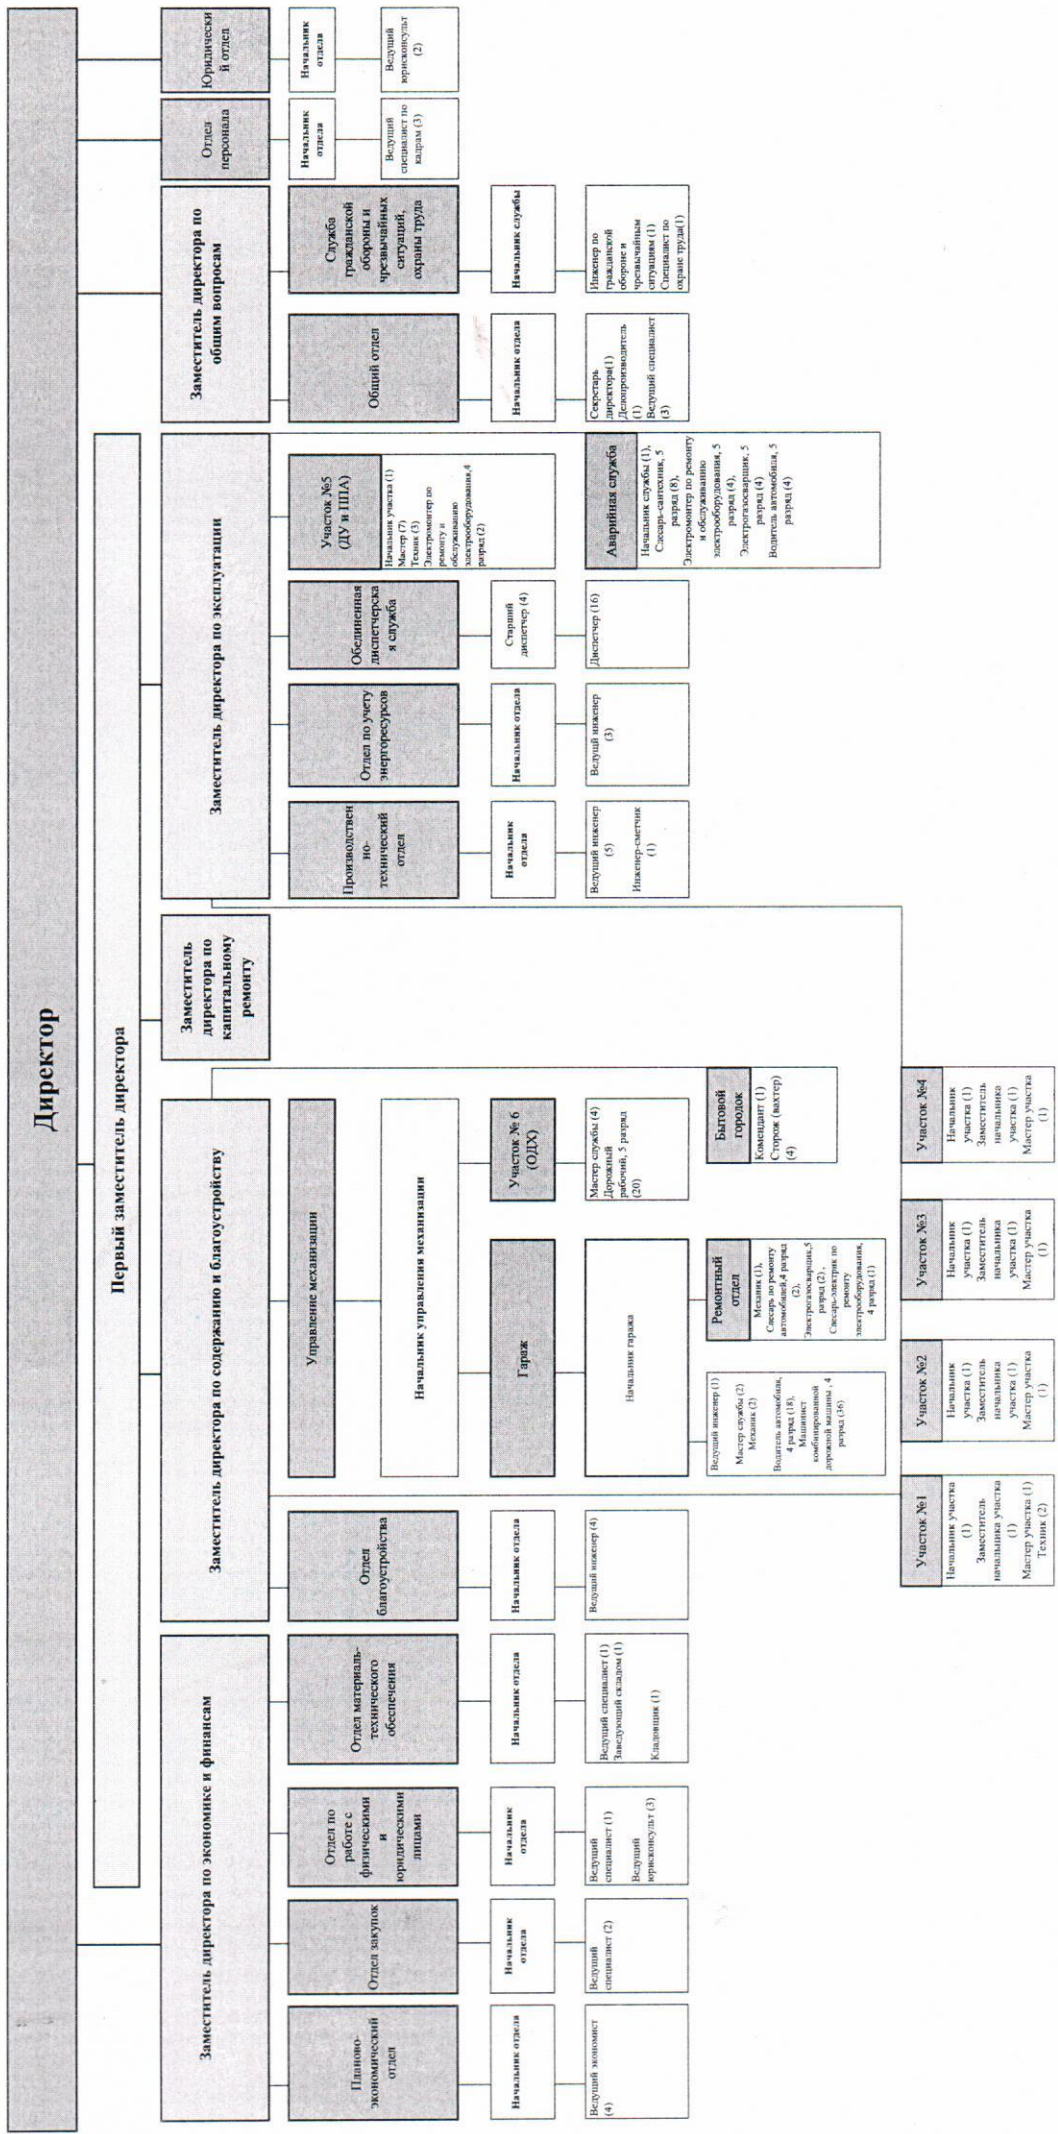 Директор
Первый заместитель директора
Заместитель директора по экономике и финансам
Планово-
экономический
отдел
Начальник отдела
Ведущий экономист
(4)
Отдел закупок
Начальник
отдела
Ведущий
специалист (2)
Отдел по
работе с
физическими
и
юридическими
лицами
Начальник
отдела
Ведущий
специалист (1)
Ведущий
юрисконсульт (3)
Отдел материаль-
технического
обеспечения
Начальник отдела
Ведущий специалист (1)
Заведующий складом (1)
Кладовщик (1)
Заместитель директора по содержанию и благоустройству
Отдел
благоустройства
Начальник отдела
Ведущий инженер (4)
Управление механизации
Начальник управления механизации
Гараж
Начальник гаража
Ведущий инженер (1)
Мастер службы (2)
Механик (2)
Водитель автомобиля,
4 разряд (18),
Машинист
комбинированной
дорожной машины , 4
разряд (36)
Ремонтный
отдел
Механик (1),
Слесарь по ремонту
автомобилей,4 разряд
(2),
Электрогазосварщик,5
разряд (2) ,
Слесарь-электрик по
ремонту
электрооборудования,
4 разряд (1)
Участок № 6
(ОДХ)
Мастер службы (4)
Дорожный
рабочий, 5 разряд
(20)
Бытовой
городок
Комендант (1)
Сторож (вахтер)
(4)
Заместитель
директора по
капитальному
ремонту
Заместитель директора по эксплуатации
Производствен
но-
технический
отдел
Начальник
отдела
Ведущий инженер
(5)
Инженер-сметчик
(1)
Отдел по учету
энергоресурсов
Начальник отдела
Ведущй инженер
(3)
Обединенная
диспетчерска
я служба
Старший
диспетчер (4)
Диспетчер (16)
Участок №5
(ДУ и ППА)
Начальник участка (1)
Мастер (7)
Техник (3)
Электромонтер по
ремонту и
обслуживанию
электрооборудования,4
разряд (2)
Аварийная служба
Начальник службы (1),
Слесарь-сантехник, 5
разряд (8),
Электромонтер по ремонту
и обслуживанию
электрооборудования, 5
разряд (4),
Электрогазосварщик, 5
разряд (4)
Водитель автомобиля, 5
разряд (4)
Участок №1
Начальник участка
(1)
Заместитель
начальника участка
(1)
Мастер участка (1)
Техник (2)
Участок №2
Начальник
участка (1)
Заместитель
начальника
участка (1)
Мастер участка
(1)
Участок №3
Начальник
участка (1)
Заместитель
начальника
участка (1)
Мастер участка
(1)
Участок №4
Начальник
участка (1)
Заместитель
начальника
участка (1)
Мастер участка
(1)
Заместитель директора по
общим вопросам
Общий отдел
Начальник отдела
Секретарь
директора(1)
Делопроизводитель
(1)
Ведущий специалист
(3)
Служба
гражданской
обороны и
чрезвычайных
ситуаций,
охраны труда
Начальник службы
Инженер по
гражданской
обороне и
чрезвычайным
ситуациям (1)
Специалист по
охране труда(1)
Отдел
персонала
Начальник
отдела
Ведущий
специалист по
кадрам (3)
Юридически
й отдел
Начальник
отдела
Ведущий
юрисконсульт
(2)